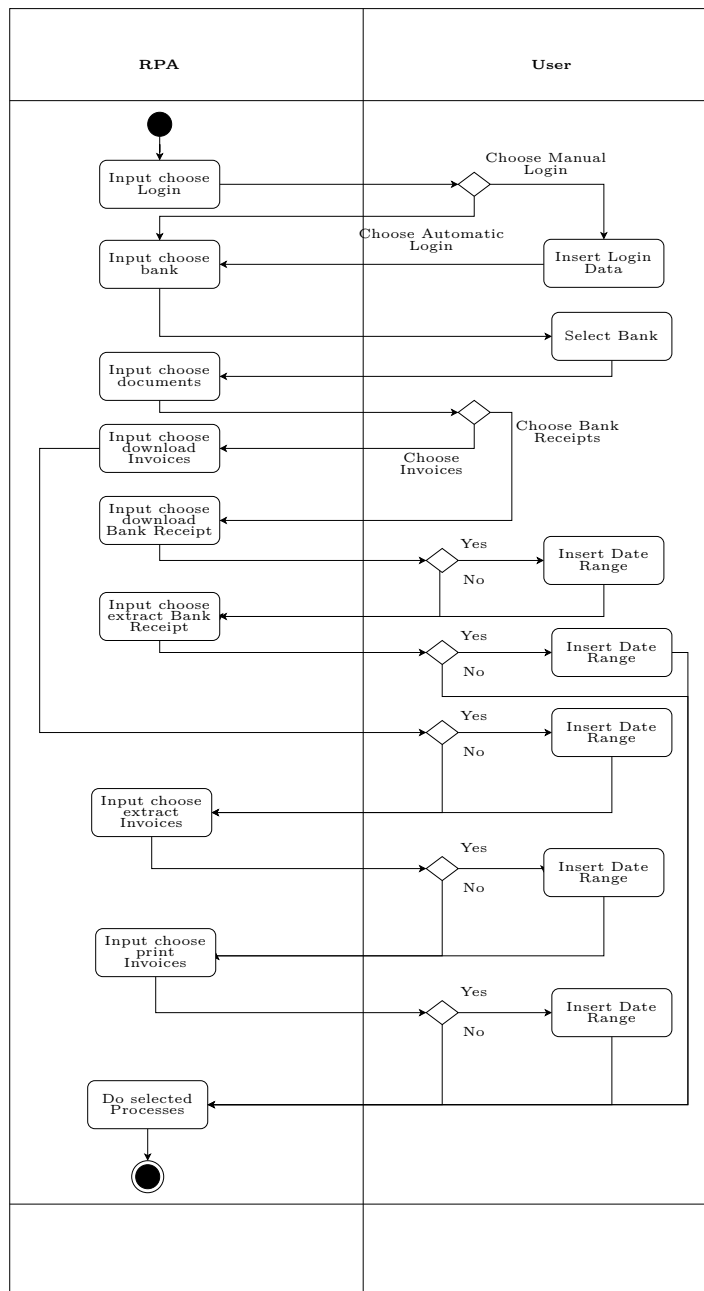 RPA
User
Choose Manual
Login
Input choose
Login
Choose Automatic
Login
Input choose
bank
Insert Login
Data
Select Bank
Input choose
documents
Choose Bank
Receipts
Input choose
download
Invoices
Choose
Invoices
Input choose
download
Bank Receipt
Yes
No
Insert Date
Range
Input choose
extract Bank
Receipt
Yes
No
Insert Date
Range
Yes
No
Insert Date
Range
Input choose
extract
Invoices
Yes
No
Insert Date
Range
Input choose
print
Invoices
Yes
No
Insert Date
Range
Do selected
Processes